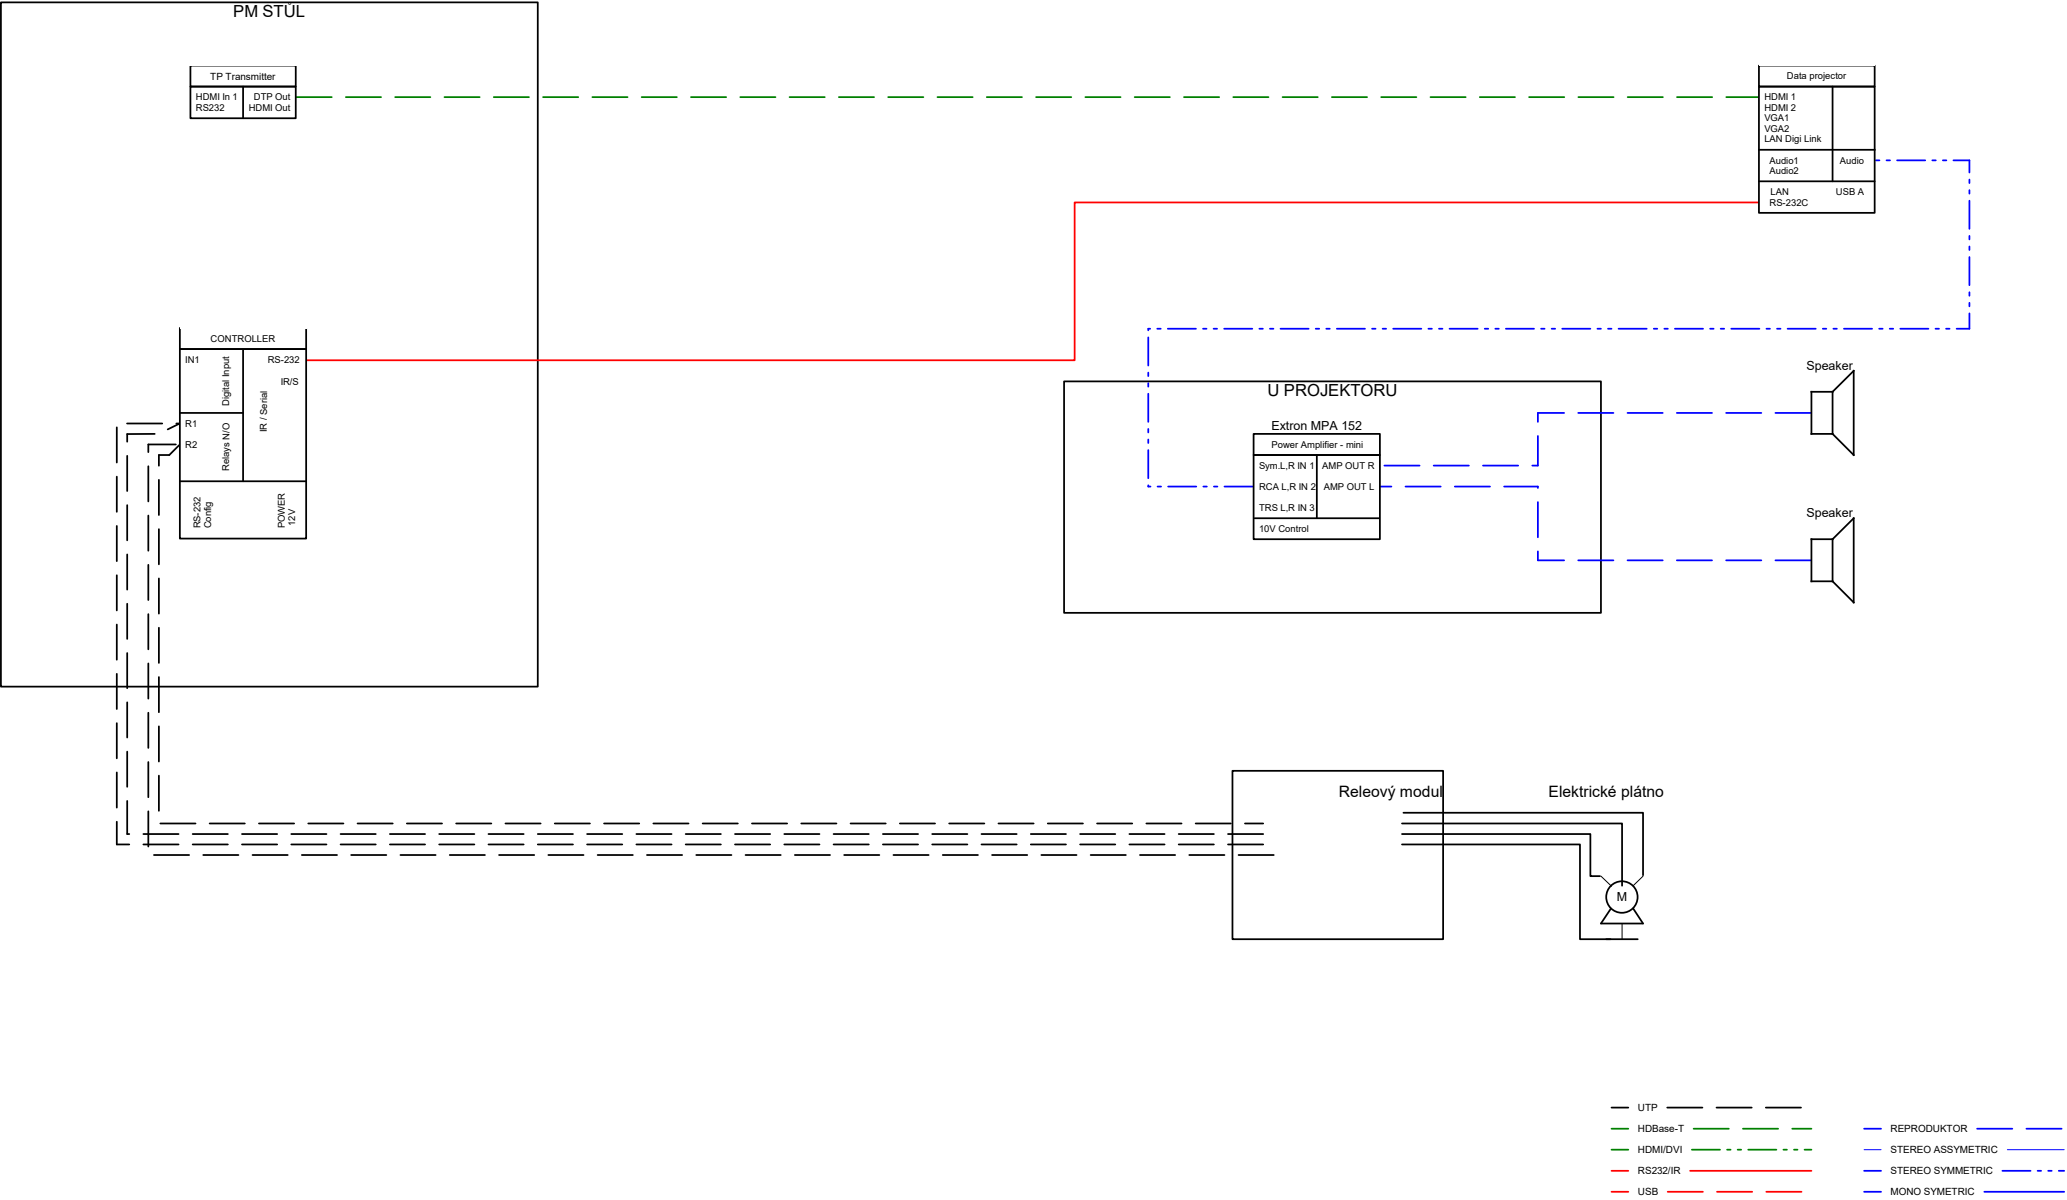 PM STŮL
TP Transmitter
HDMI In 1
RS232
DTP Out
HDMI Out
Data projector
HDMI 1
HDMI 2
VGA1
VGA2
LAN Digi Link
Audio1
Audio2
Audio
LAN
RS-232C
USB A
CONTROLLER
IN1
Digital Input
RS-232
IR/S
IR / Serial
R1
R2
Relays N/O
RS-232
Config
POWER
12V
U PROJEKTORU
Extron MPA 152
Power Amplifier - mini
Sym.L,R IN 1
AMP OUT R
RCA L,R IN 2
AMP OUT L
TRS L,R IN 3
10V Control
Speaker
Speaker
Releový modul
Elektrické plátno
M
UTP
HDBase-T
HDMI/DVI
RS232/IR
USB
REPRODUKTOR
STEREO ASSYMETRIC
STEREO SYMMETRIC
MONO SYMETRIC